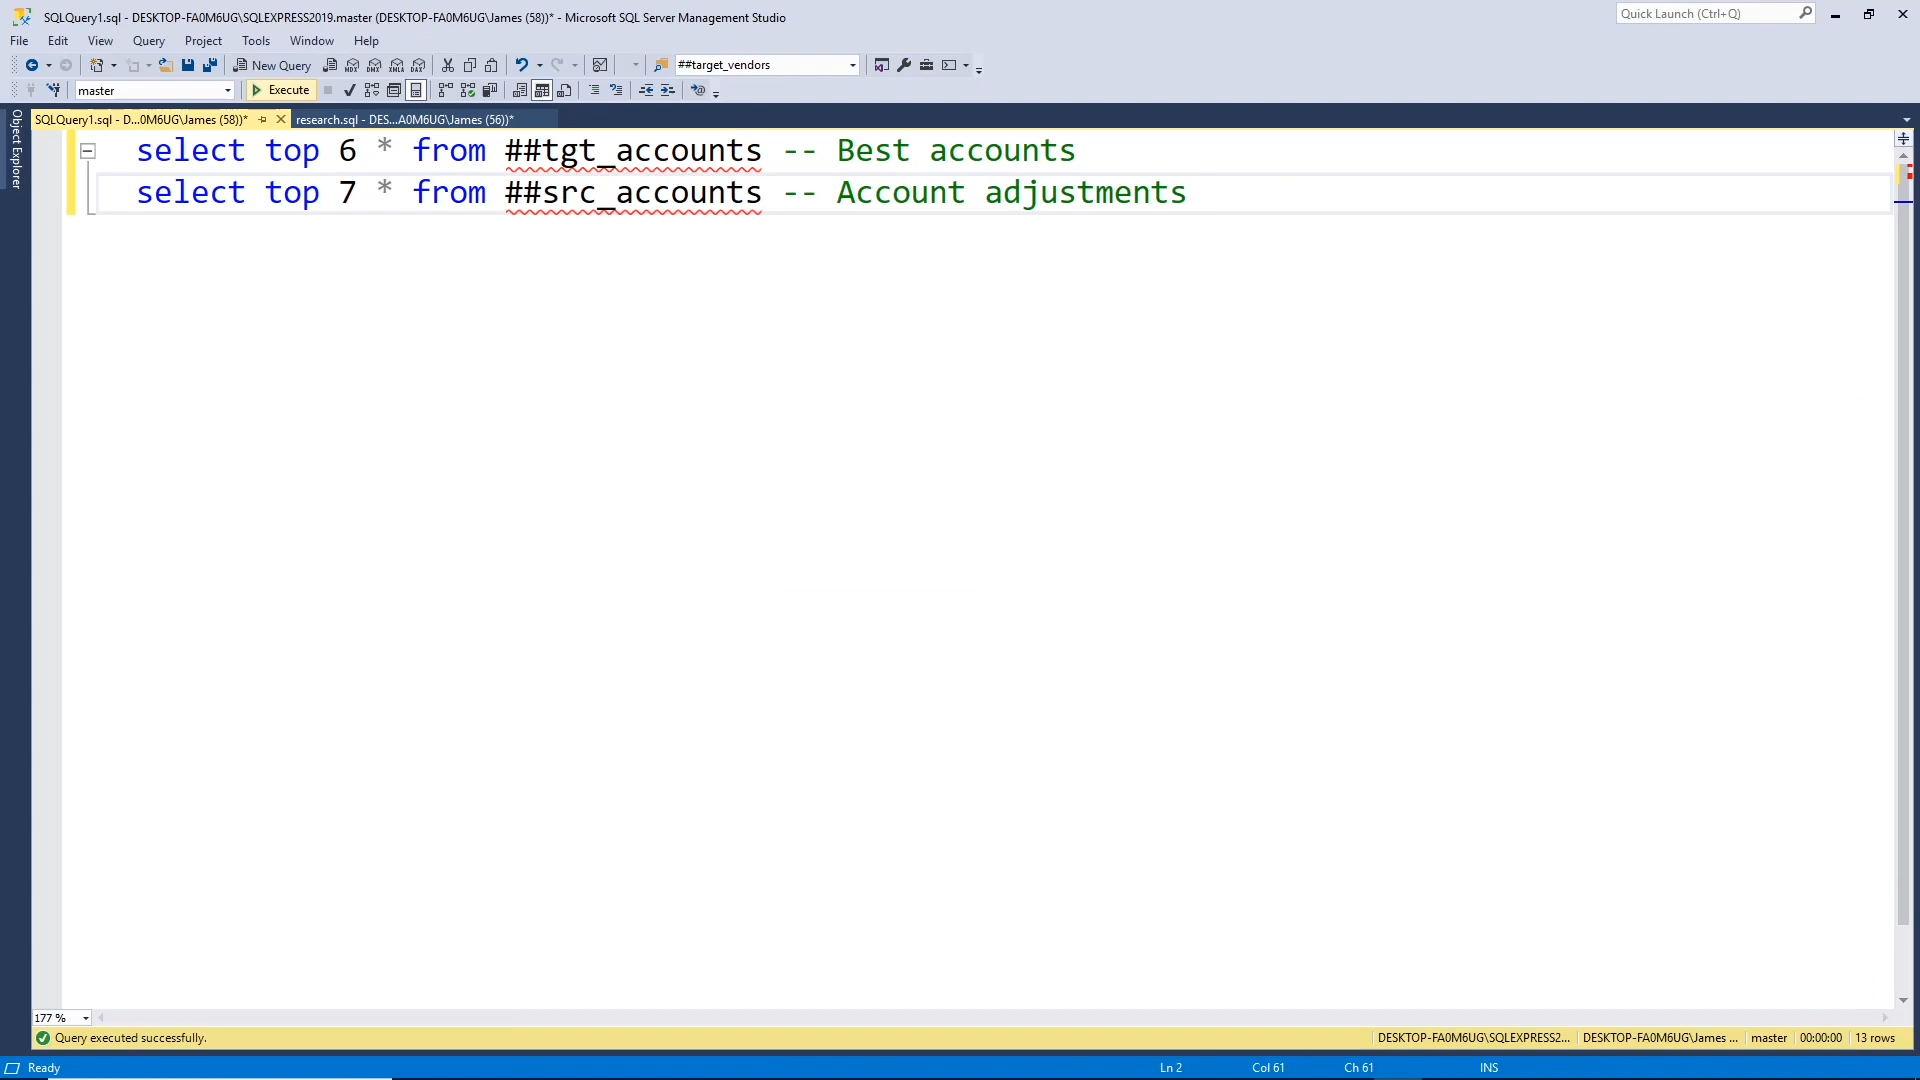 SQLQuery1.sql - DESKTOP-FA0M6UG\SQLEXPRESS2019.master (DESKTOP-FA0M6UG\James (58))* - Microsoft SQL Server Management Studio
Quick Launch (Ctrl+Q)
File Edit View Query Project Tools Window Help
New Query
MDX DMX XMLA DAX
##target_vendors
master
Execute
Object Explorer
SQLQuery1.sql - D...0M6UG\James (58))*
research.sql - DES...A0M6UG\James (56))*
select top 6 * from ##tgt_accounts -- Best accounts
select top 7 * from ##src_accounts -- Account adjustments
177 %
Query executed successfully.
DESKTOP-FA0M6UG\SQLEXPRESS2... DESKTOP-FA0M6UG\James ... master 00:00:00 13 rows
Ready Ln 2 Col 61 Ch 61 INS